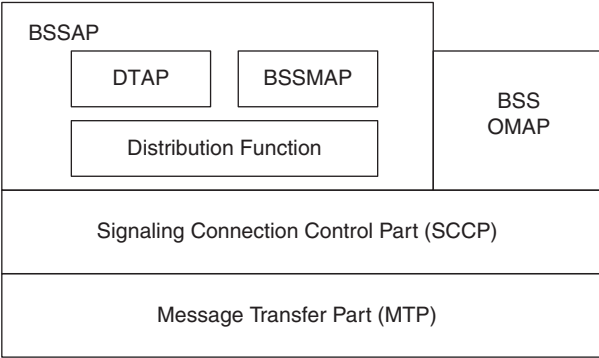 BSSAP
DTAP
BSSMAP
Distribution Function
BSS
OMAP
Signaling Connection Control Part (SCCP)
Message Transfer Part (MTP)